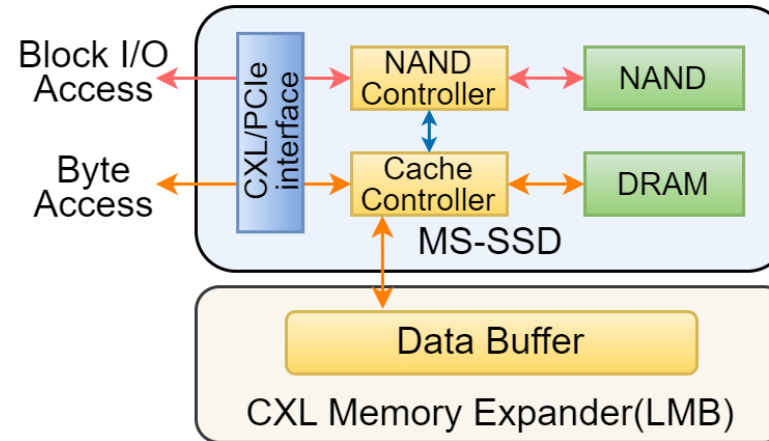 Block I/O
Access
CXL/PCIe
interface
NAND
Controller
NAND
Byte
Access
Cache
Controller
DRAM
MS-SSD
Data Buffer
CXL Memory Expander(LMB)